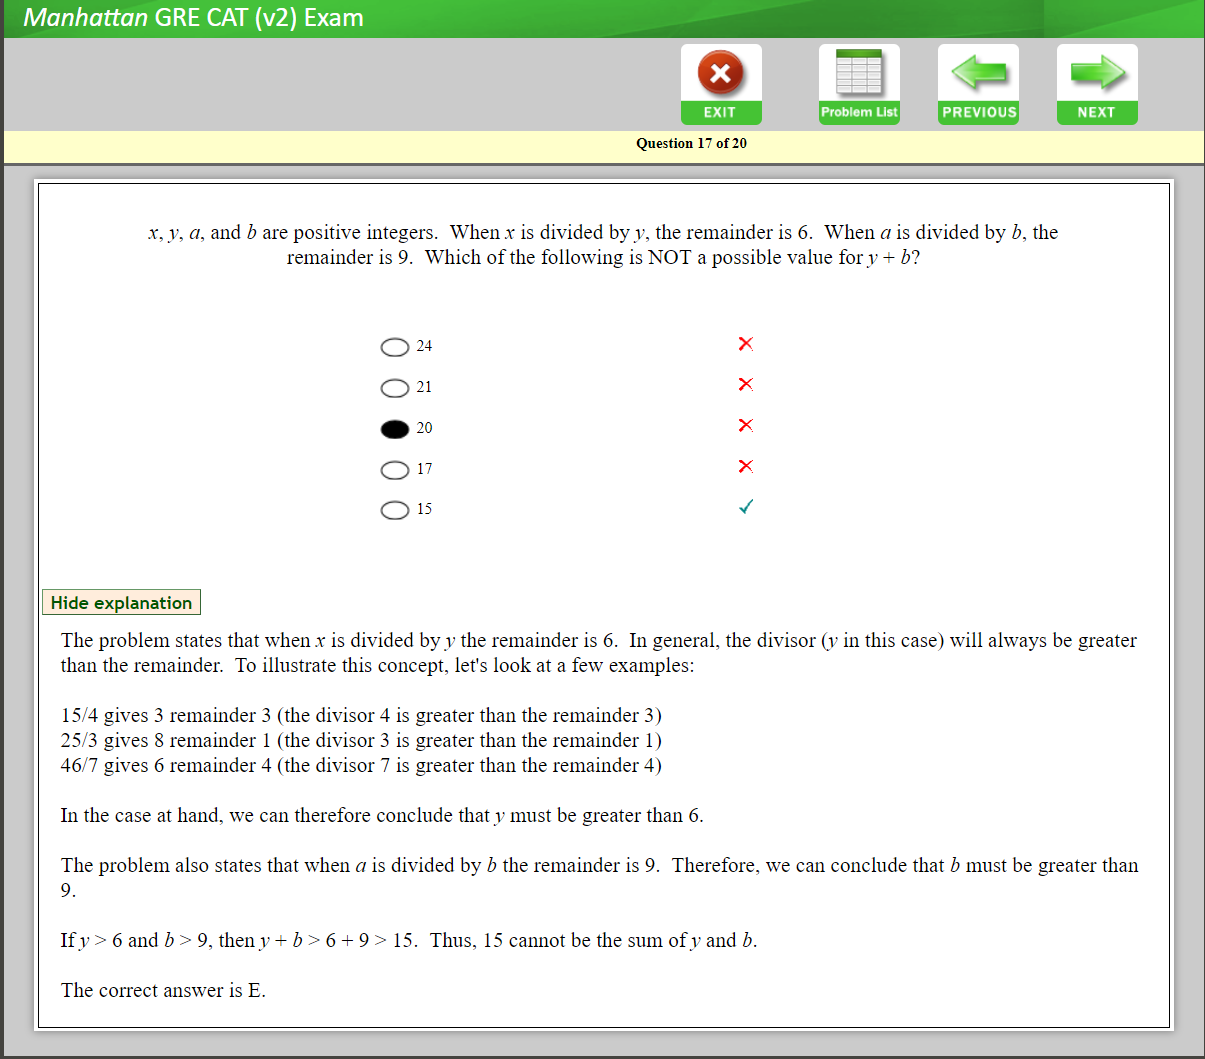 Manhattan GRE CAT (v2) Exam
EXIT
Problem List
PREVIOUS
NEXT
Question 17 of 20
x, y, a, and b are positive integers. When x is divided by y, the remainder is 6. When a is divided by b, the
remainder is 9. Which of the following is NOT a possible value for y + b?
24
21
20
17
15
Hide explanation
The problem states that when x is divided by y the remainder is 6. In general, the divisor (y in this case) will always be greater
than the remainder. To illustrate this concept, let's look at a few examples:
15/4 gives 3 remainder 3 (the divisor 4 is greater than the remainder 3)
25/3 gives 8 remainder 1 (the divisor 3 is greater than the remainder 1)
46/7 gives 6 remainder 4 (the divisor 7 is greater than the remainder 4)
In the case at hand, we can therefore conclude that y must be greater than 6.
The problem also states that when a is divided by b the remainder is 9. Therefore, we can conclude that b must be greater than
9.
If y > 6 and b > 9, then y + b > 6 + 9 > 15. Thus, 15 cannot be the sum of y and b.
The correct answer is E.